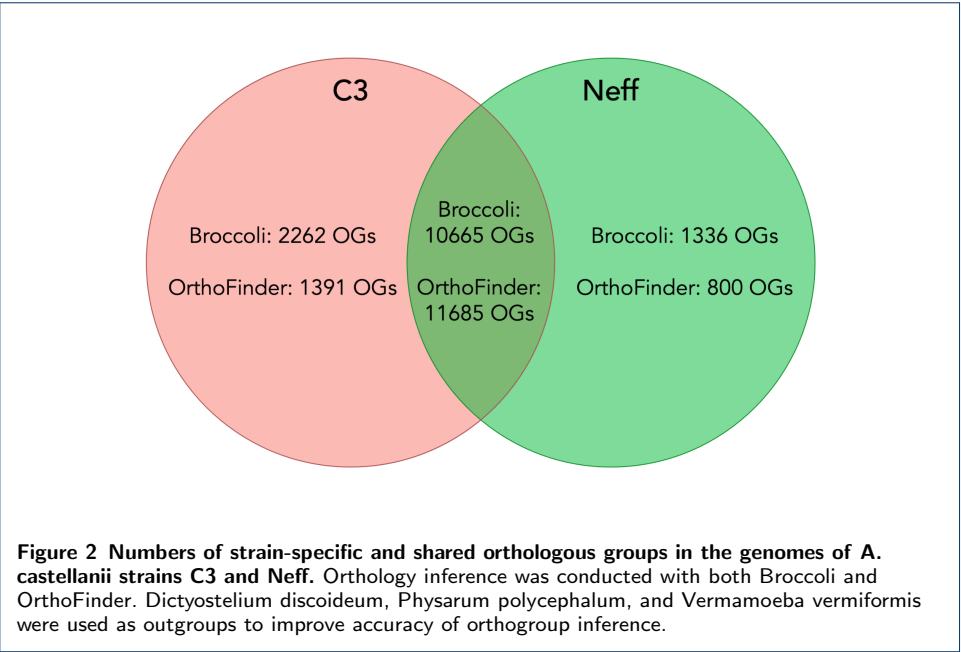 C3
Neff
Broccoli: 2262 OGs
OrthoFinder: 1391 OGs
Broccoli:
10665 OGs
OrthoFinder:
11685 OGs
Broccoli: 1336 OGs
OrthoFinder: 800 OGs
Figure 2 Numbers of strain-specific and shared orthologous groups in the genomes of A.
castellanii strains C3 and Neff. Orthology inference was conducted with both Broccoli and
OrthoFinder. Dictyostelium discoideum, Physarum polycephalum, and Vermamoeba vermiformis
were used as outgroups to improve accuracy of orthogroup inference.